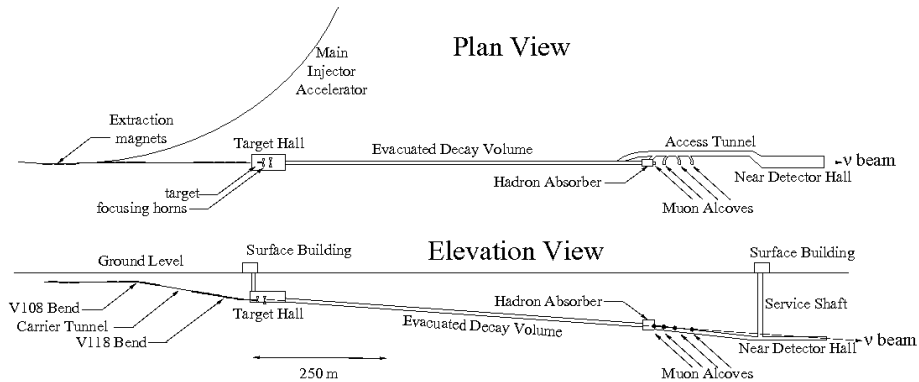 Plan View
Main
Injector
Accelerator
Extraction
magnets
Target Hall
Evacuated Decay Volume
Access Tunnel
ν beam
Hadron Absorber
Near Detector Hall
target
focusing horns
Muon Alcoves
Elevation View
Surface Building
Surface Building
Ground Level
V108 Bend
Carrier Tunnel
V118 Bend
Target Hall
Hadron Absorber
Service Shaft
Evacuated Decay Volume
ν beam
Near Detector Hall
Muon Alcoves
250 m